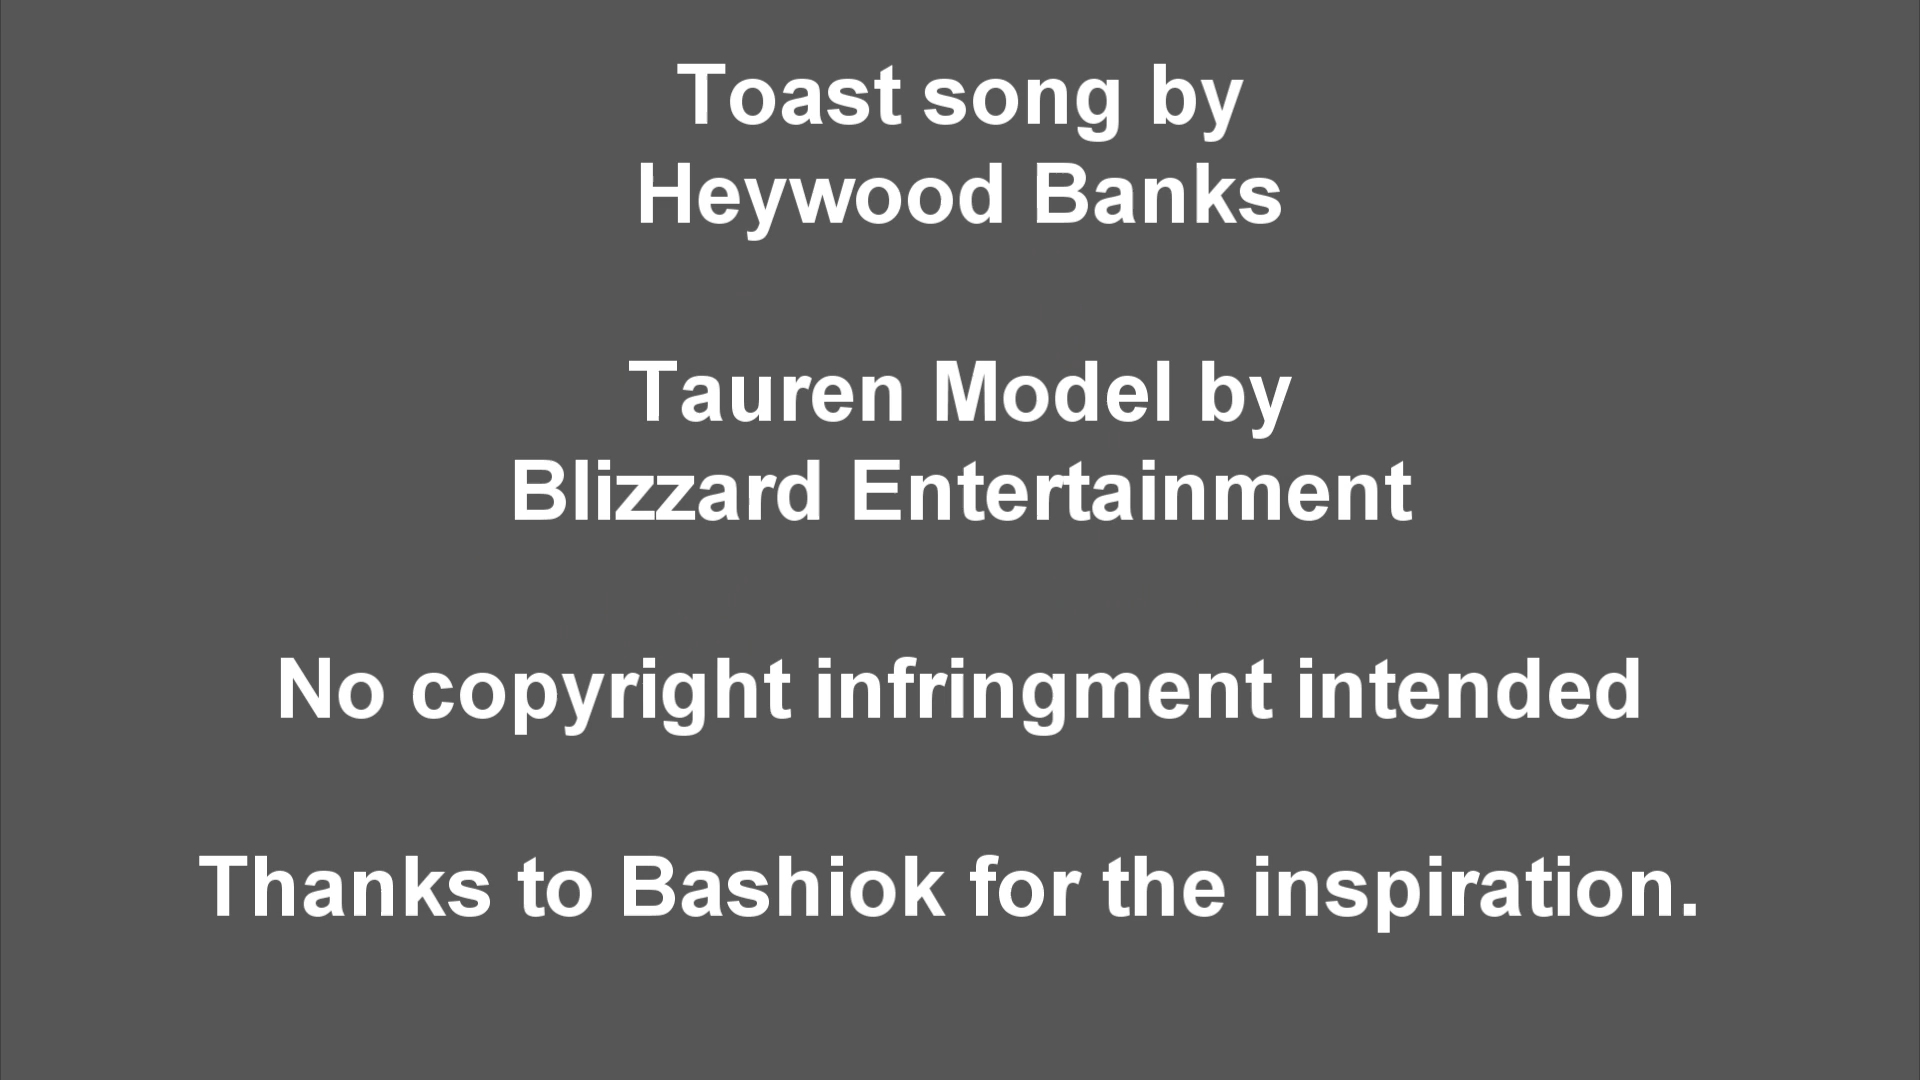 Toast song by
Heywood Banks
Tauren Model by
Blizzard Entertainment
No copyright infringment intended
Thanks to Bashiok for the inspiration.